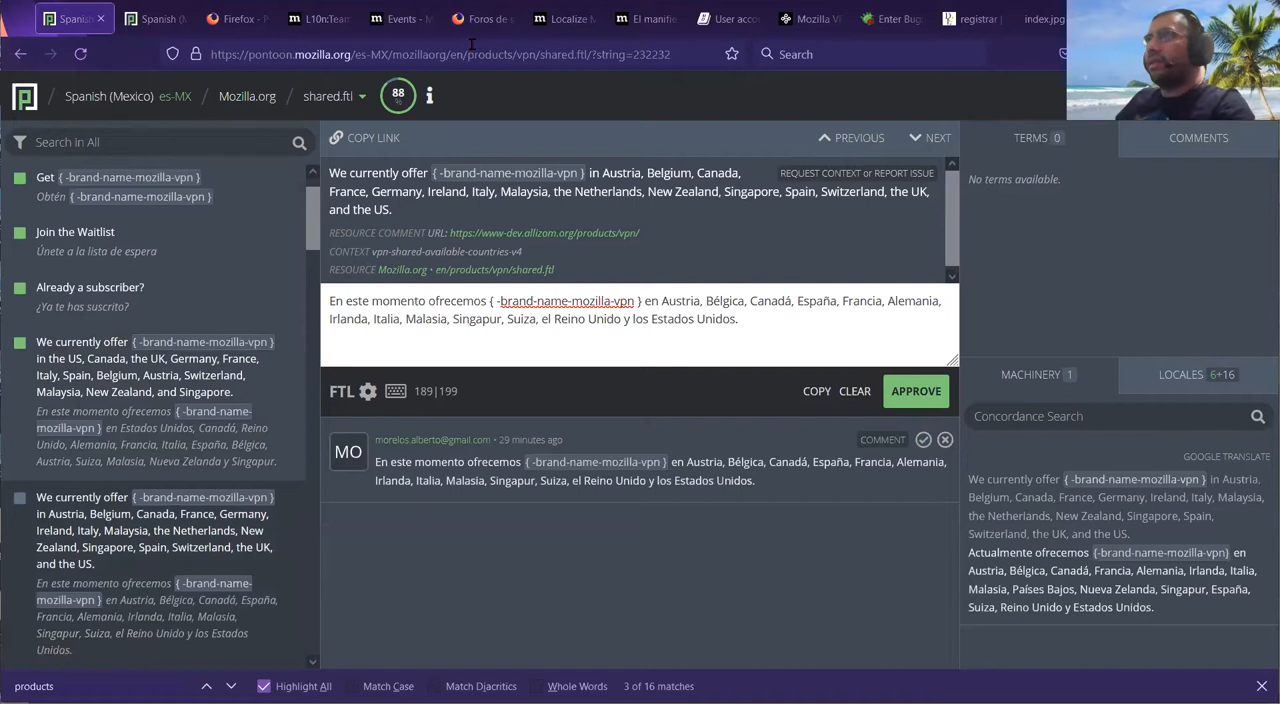 Spanish
Spanish (M
Firefox - P
L10n:Team
Events - M
Foros de s
Localize M
El manifie
User acco
Mozilla V
Enter Bug
registrar
index.jpg
https://pontoon.mozilla.org/es-MX/mozillaorg/en/products/vpn/shared.ftl/?string=232232
Search
/ Spanish (Mexico) es-MX / Mozilla.org / shared.ftl
88
%
Search in All
COPY LINK
PREVIOUS
NEXT
TERMS 0
COMMENTS
Get { -brand-name-mozilla-vpn }
Obtén { -brand-name-mozilla-vpn }
Join the Waitlist
Únete a la lista de espera
Already a subscriber?
¿Ya te has suscrito?
We currently offer { -brand-name-mozilla-vpn }
in the US, Canada, the UK, Germany, France,
Italy, Spain, Belgium, Austria, Switzerland,
Malaysia, New Zealand, and Singapore.
En este momento ofrecemos { -brand-name-
mozilla-vpn } en Estados Unidos, Canadá, Reino
Unido, Alemania, Francia, Italia, España, Bélgica,
Austria, Suiza, Malasia, Nueva Zelanda y Singapur.
We currently offer { -brand-name-mozilla-vpn }
in Austria, Belgium, Canada, France, Germany,
Ireland, Italy, Malaysia, the Netherlands, New
Zealand, Singapore, Spain, Switzerland, the UK,
and the US.
En este momento ofrecemos { -brand-name-
mozilla-vpn } en Austria, Bélgica, Canadá, España,
Francia, Alemania, Irlanda, Italia, Malasia,
Singapur, Suiza, el Reino Unido y los Estados
Unidos.
We currently offer { -brand-name-mozilla-vpn } in Austria, Belgium, Canada,
REQUEST CONTEXT or REPORT ISSUE
France, Germany, Ireland, Italy, Malaysia, the Netherlands, New Zealand, Singapore, Spain, Switzerland, the UK,
and the US.
RESOURCE COMMENT URL: https://www-dev.allizom.org/products/vpn/
CONTEXT vpn-shared-available-countries-v4
RESOURCE Mozilla.org • en/products/vpn/shared.ftl
En este momento ofrecemos { -brand-name-mozilla-vpn } en Austria, Bélgica, Canadá, España, Francia, Alemania,
Irlanda, Italia, Malasia, Singapur, Suiza, el Reino Unido y los Estados Unidos.
FTL
189|199
COPY
CLEAR
APPROVE
MO
morelos.alberto@gmail.com • 29 minutes ago
COMMENT
En este momento ofrecemos { -brand-name-mozilla-vpn } en Austria, Bélgica, Canadá, España, Francia, Alemania,
Irlanda, Italia, Malasia, Singapur, Suiza, el Reino Unido y los Estados Unidos.
No terms available.
MACHINERY 1
LOCALES 6+16
Concordance Search
GOOGLE TRANSLATE
We currently offer { -brand-name-mozilla-vpn } in Austria,
Belgium, Canada, France, Germany, Ireland, Italy, Malaysia,
the Netherlands, New Zealand, Singapore, Spain,
Switzerland, the UK, and the US.
Actualmente ofrecemos {-brand-name-mozilla-vpn} en
Austria, Bélgica, Canadá, Francia, Alemania, Irlanda, Italia,
Malasia, Países Bajos, Nueva Zelanda, Singapur, España,
Suiza, Reino Unido y Estados Unidos.
products
Highlight All
Match Case
Match Diacritics
Whole Words
3 of 16 matches